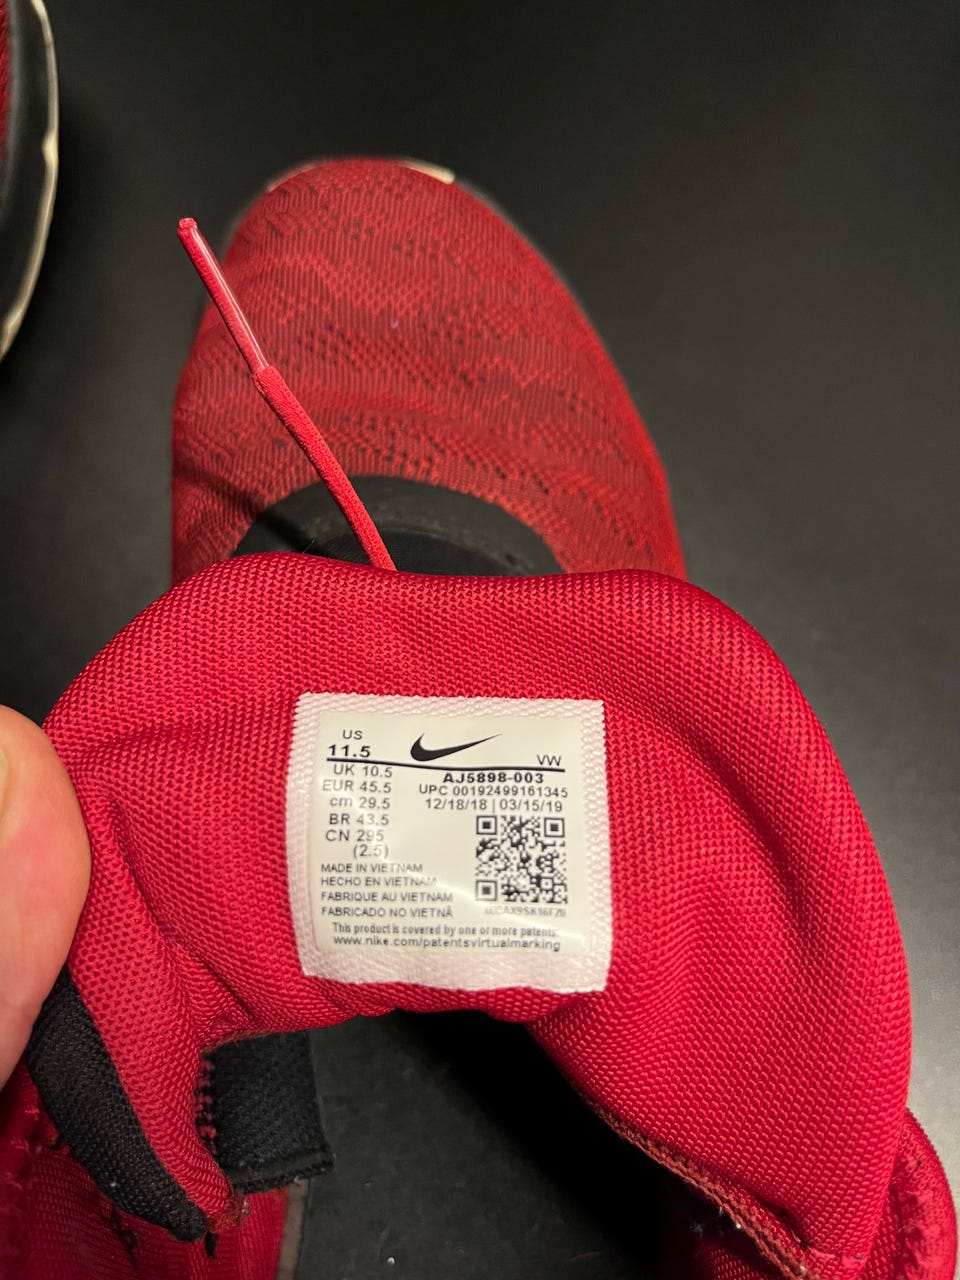 US
11.5
VW
UK 10.5
EUR 45.5
cm 29.5
BR 43.5
CN 295
(2.5)
AJ5898-003
UPC 00192499161345
12/18/18 | 03/15/19
MADE IN VIETNAM
HECHO EN VIETNAM
FABRIQUE AU VIETNAM
FABRICADO NO VIETNÃ
This product is covered by one or more patents:
www.nike.com/patentsvirtualmarking